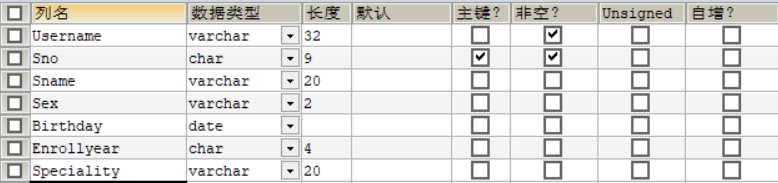 列名 数据类型 长度 默认 主键? 非空? Unsigned 自增?
Username varchar 32
Sno char 9
Sname varchar 20
Sex varchar 2
Birthday date
Enrollyear char 4
Speciality varchar 20